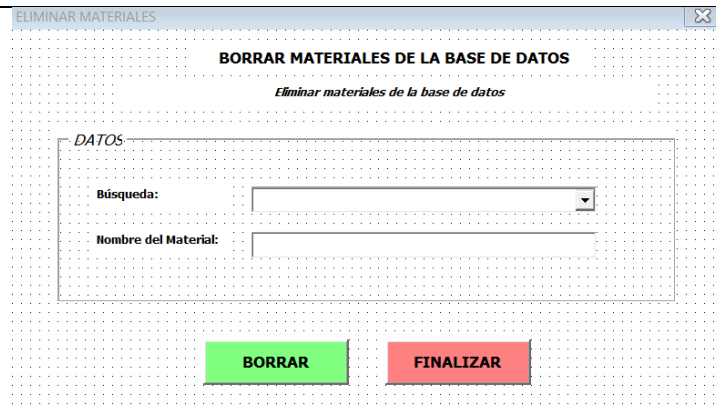 ELIMINAR MATERIALES
BORRAR MATERIALES DE LA BASE DE DATOS
Eliminar materiales de la base de datos
DATOS
Búsqueda:
Nombre del Material:
BORRAR FINALIZAR